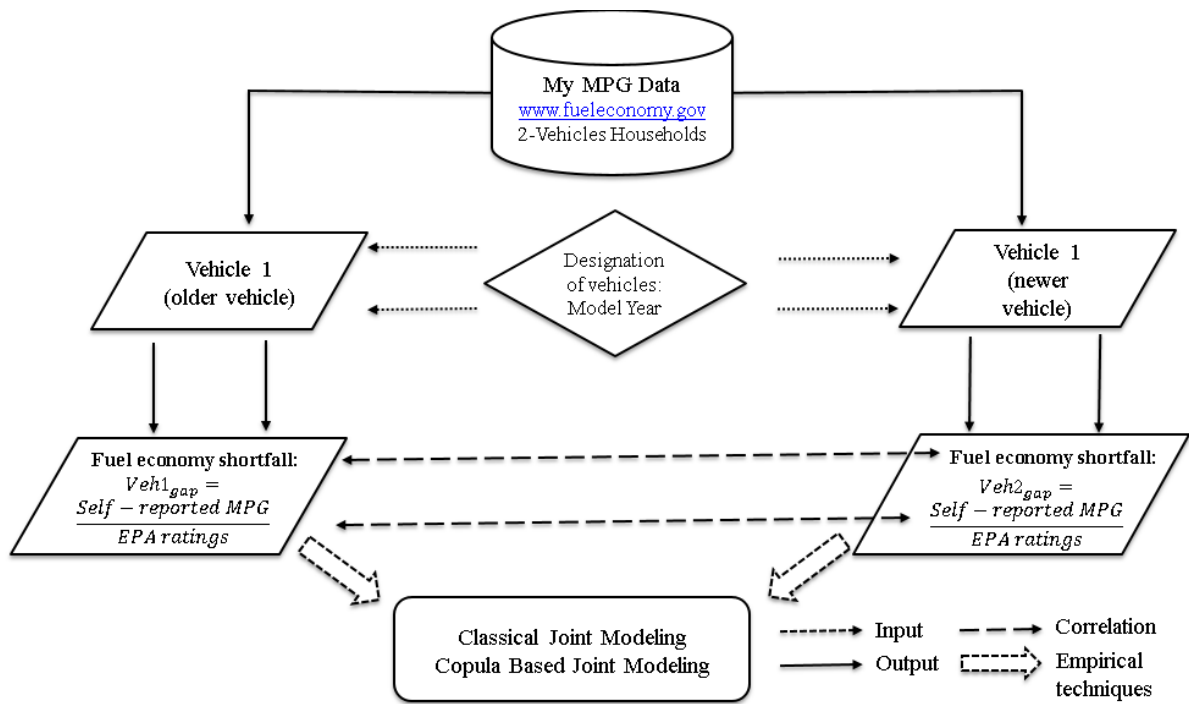 My MPG Data
www.fueleconomy.gov
2-Vehicles Households
Vehicle 1
(older vehicle)
Designation
of vehicles:
Model Year
Vehicle 1
(newer
vehicle)
Fuel economy shortfall:
Veh1gap =
Self − reported MPG
EPA ratings
Fuel economy shortfall:
Veh2gap =
Self − reported MPG
EPA ratings
Classical Joint Modeling
Copula Based Joint Modeling
Input
Correlation
Output
Empirical
techniques